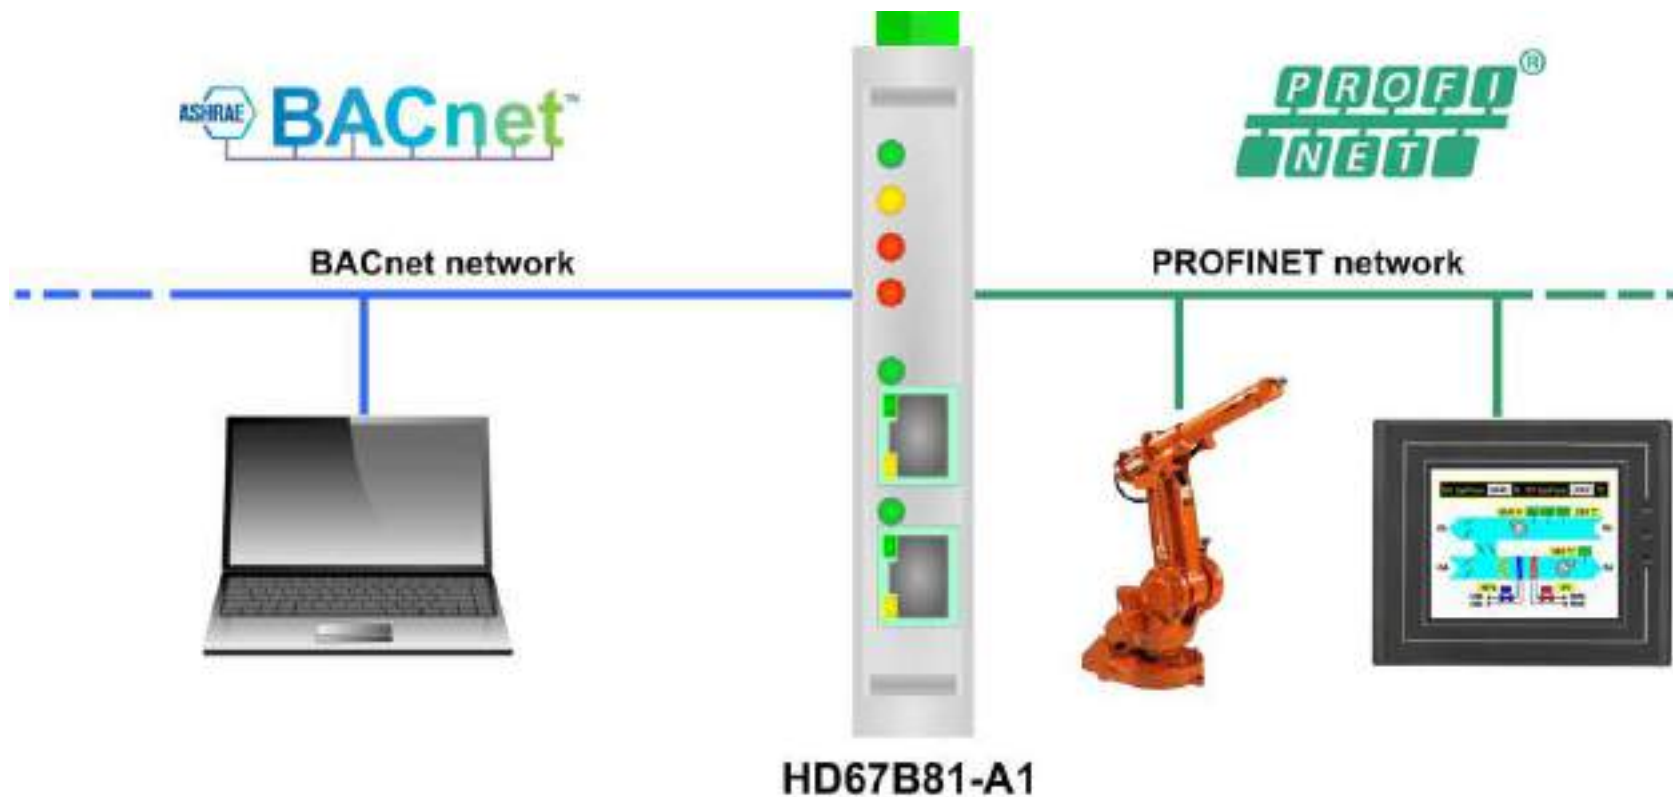 ASHRAE BACnet™
PROFI®
NET
BACnet network
PROFINET network
HD67B81-A1